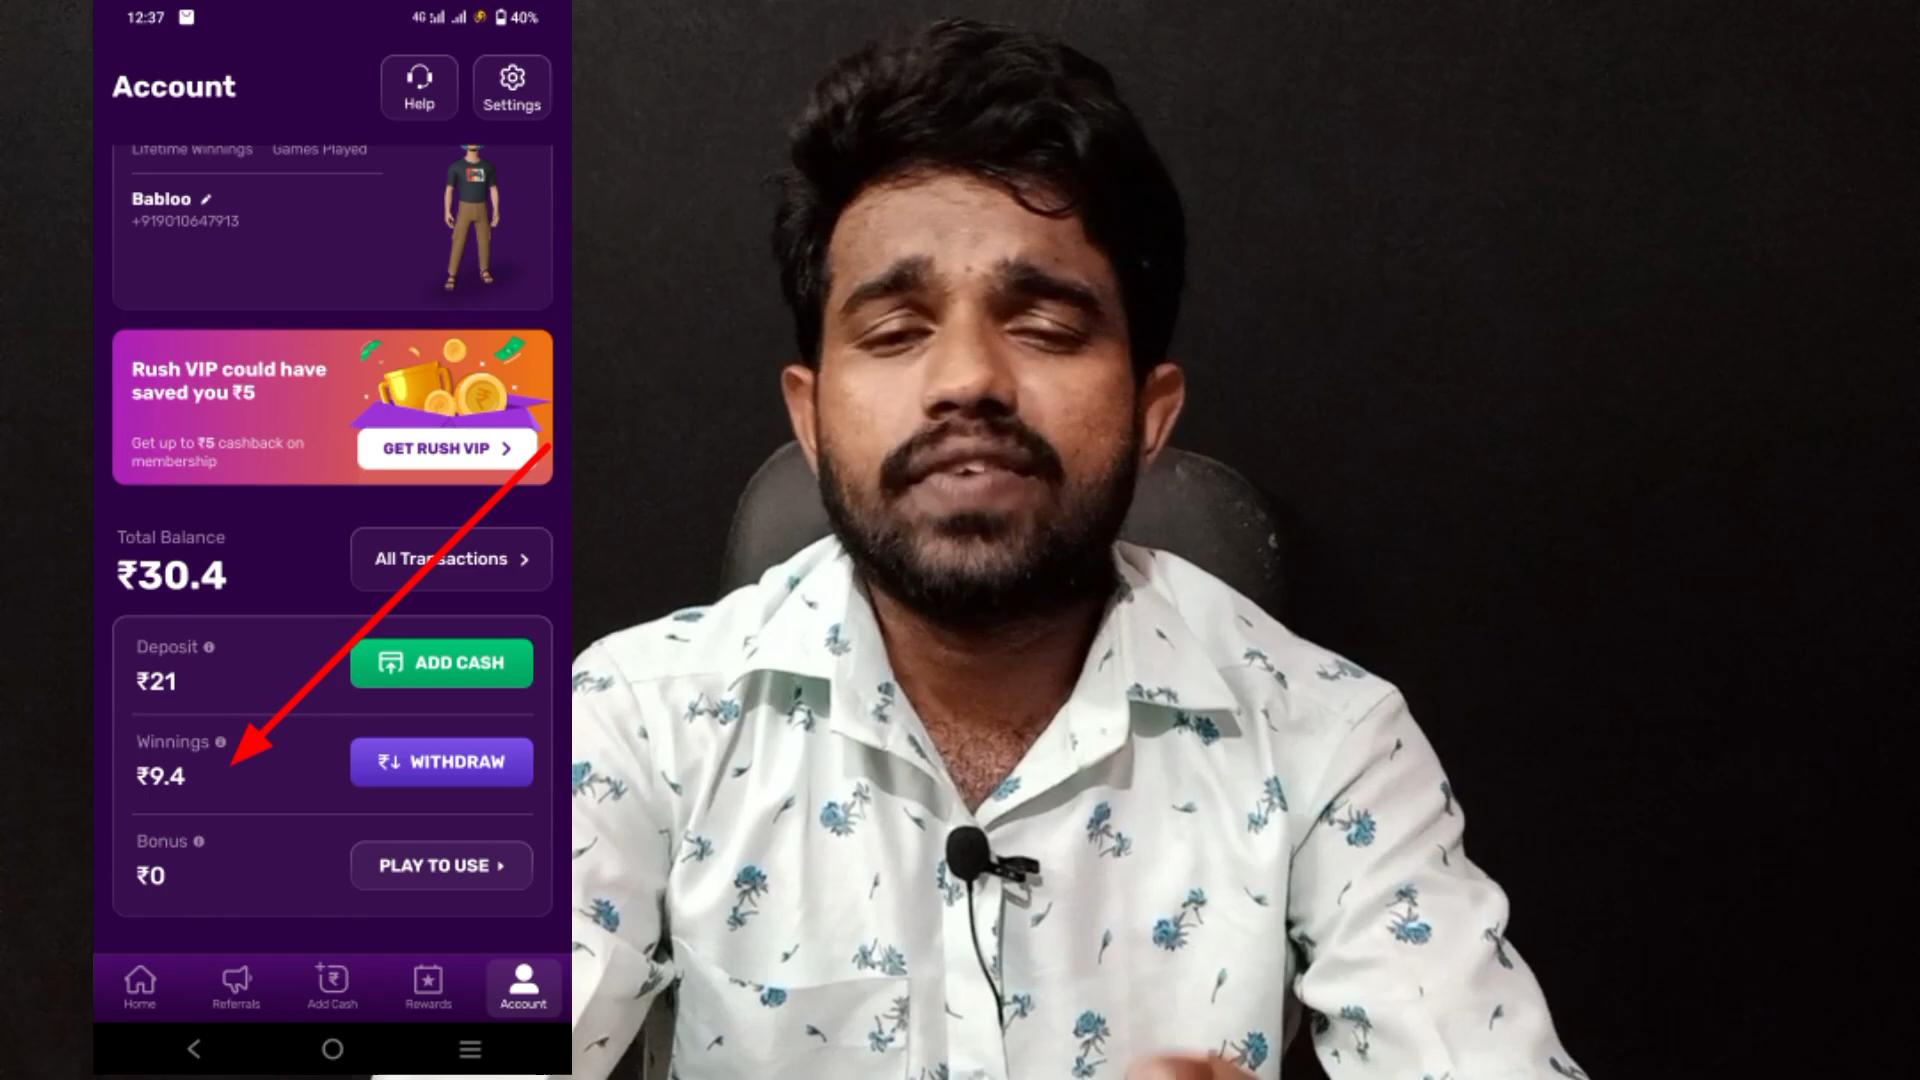 12:37
4G
40%
Account
Help
Settings
Lifetime Winnings
Games Played
Babloo
+919010647913
Rush VIP could have
saved you ₹5
Get up to ₹5 cashback on
membership
GET RUSH VIP
Total Balance
₹30.4
All Transactions
Deposit
₹21
ADD CASH
Winnings
₹9.4
₹↓ WITHDRAW
Bonus
₹0
PLAY TO USE
Home
Referrals
Add Cash
Rewards
Account